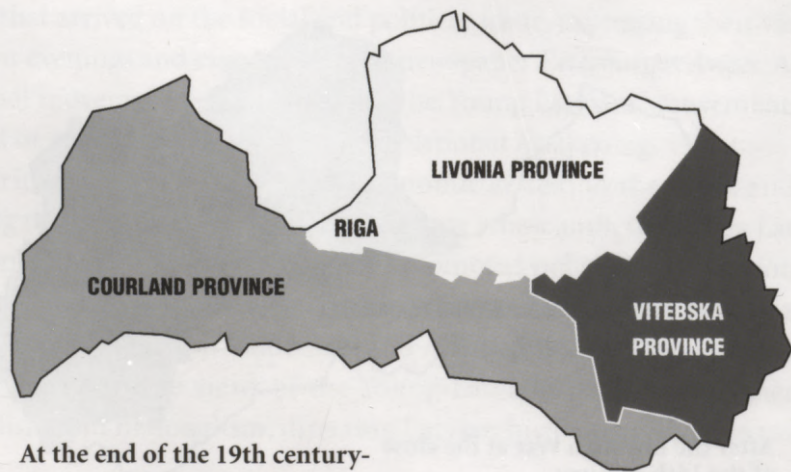 LIVONIA PROVINCE
RIGA
COURLAND PROVINCE
VITEBSKA
PROVINCE
At the end of the 19th century-